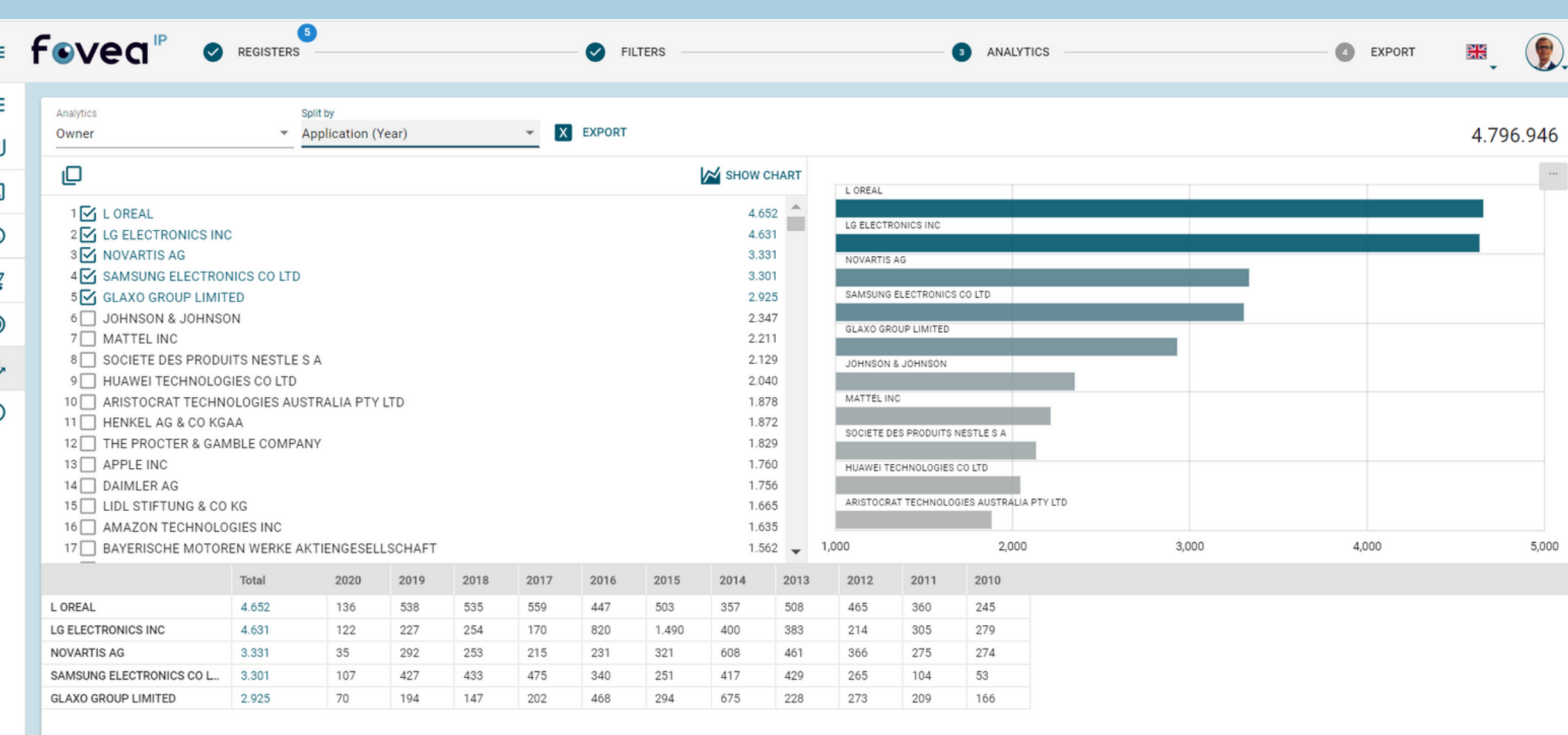 5
fovea IP REGISTERS FILTERS 3 ANALYTICS 4 EXPORT
Analytics Split by
Owner Application (Year) X EXPORT 4.796.946
SHOW CHART
1 L OREAL 4.652
2 LG ELECTRONICS INC 4.631
3 NOVARTIS AG 3.331
4 SAMSUNG ELECTRONICS CO LTD 3.301
5 GLAXO GROUP LIMITED 2.925
6 JOHNSON & JOHNSON 2.347
7 MATTEL INC 2.211
8 SOCIETE DES PRODUITS NESTLE S A 2.129
9 HUAWEI TECHNOLOGIES CO LTD 2.040
10 ARISTOCRAT TECHNOLOGIES AUSTRALIA PTY LTD 1.878
11 HENKEL AG & CO KGAA 1.872
12 THE PROCTER & GAMBLE COMPANY 1.829
13 APPLE INC 1.760
14 DAIMLER AG 1.756
15 LIDL STIFTUNG & CO KG 1.665
16 AMAZON TECHNOLOGIES INC 1.635
17 BAYERISCHE MOTOREN WERKE AKTIENGESELLSCHAFT 1.562
...
L OREAL
LG ELECTRONICS INC
NOVARTIS AG
SAMSUNG ELECTRONICS CO LTD
GLAXO GROUP LIMITED
JOHNSON & JOHNSON
MATTEL INC
SOCIETE DES PRODUITS NESTLE S A
HUAWEI TECHNOLOGIES CO LTD
ARISTOCRAT TECHNOLOGIES AUSTRALIA PTY LTD
1,000 2,000 3,000 4,000 5,000
Total 2020 2019 2018 2017 2016 2015 2014 2013 2012 2011 2010
L OREAL 4.652 136 538 535 559 447 503 357 508 465 360 245
LG ELECTRONICS INC 4.631 122 227 254 170 820 1.490 400 383 214 305 279
NOVARTIS AG 3.331 35 292 253 215 231 321 608 461 366 275 274
SAMSUNG ELECTRONICS CO L... 3.301 107 427 433 475 340 251 417 429 265 104 53
GLAXO GROUP LIMITED 2.925 70 194 147 202 468 294 675 228 273 209 166